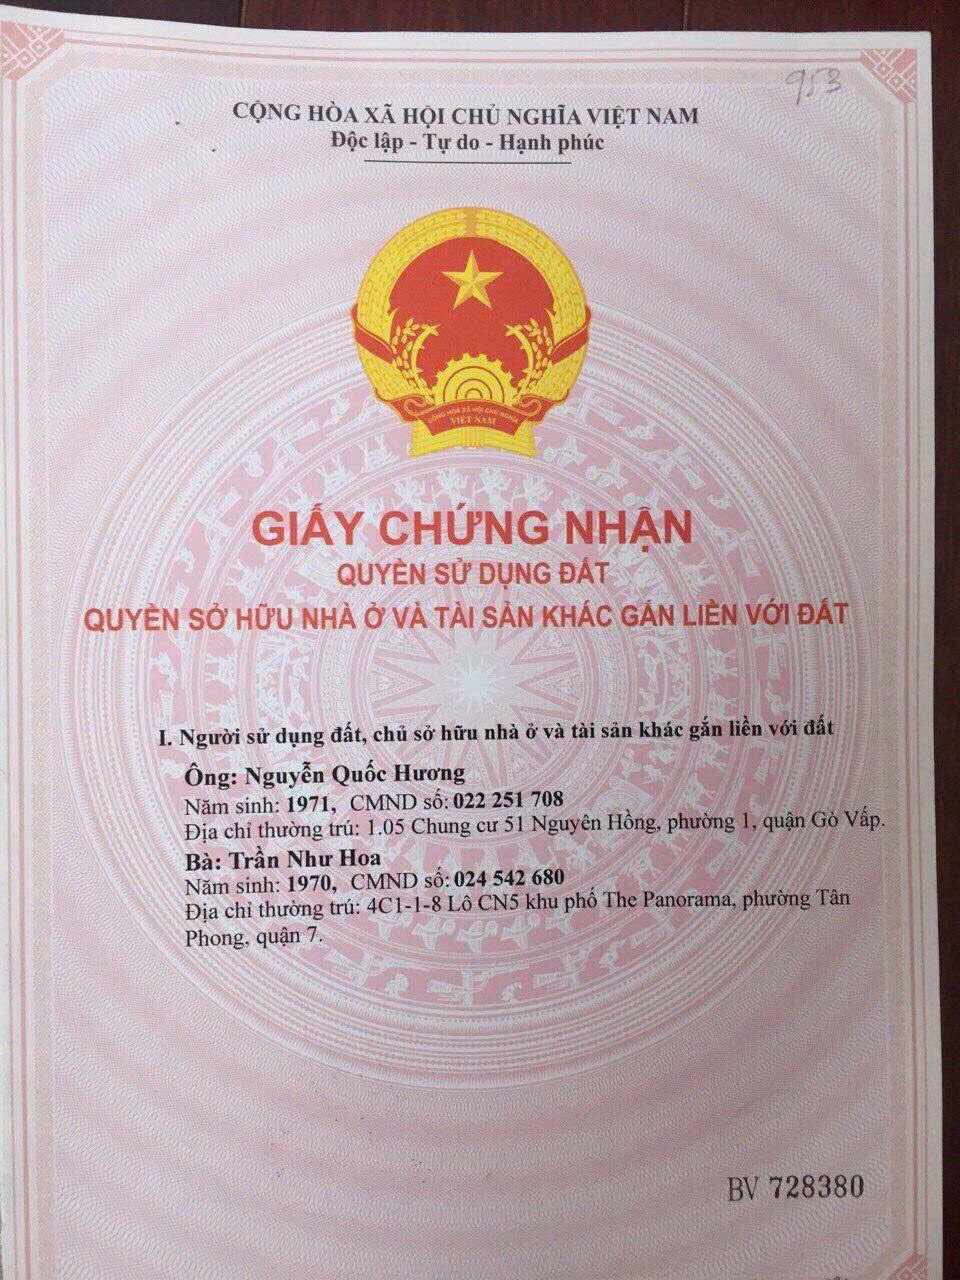 953
CỘNG HÒA XÃ HỘI CHỦ NGHĨA VIỆT NAM
Độc lập - Tự do - Hạnh phúc
CỘNG HÒA XÃ HỘI CHỦ NGHĨA
VIỆT NAM
GIẤY CHỨNG NHẬN
QUYỀN SỬ DỤNG ĐẤT
QUYỀN SỞ HỮU NHÀ Ở VÀ TÀI SẢN KHÁC GẮN LIỀN VỚI ĐẤT
I. Người sử dụng đất, chủ sở hữu nhà ở và tài sản khác gắn liền với đất
Ông: Nguyễn Quốc Hương
Năm sinh: 1971, CMND số: 022 251 708
Địa chỉ thường trú: 1.05 Chung cư 51 Nguyên Hồng, phường 1, quận Gò Vấp.
Bà: Trần Như Hoa
Năm sinh: 1970, CMND số: 024 542 680
Địa chỉ thường trú: 4C1-1-8 Lô CN5 khu phố The Panorama, phường Tân
Phong, quận 7.
BV 728380